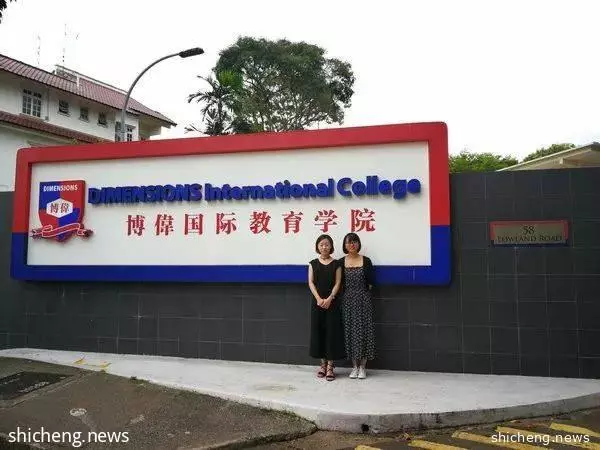 DIMENSIONS
博偉
DIMENSIONS International College
博偉国际教育学院
58
LOWLAND ROAD
shicheng.news
shicheng.news